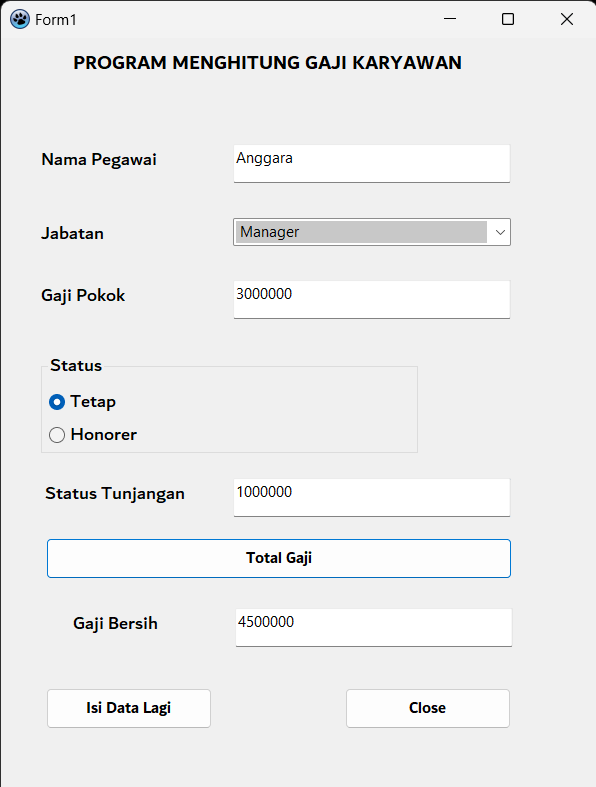 Form1
PROGRAM MENGHITUNG GAJI KARYAWAN
Nama Pegawai Anggara
Jabatan Manager
Gaji Pokok 3000000
Status
Tetap
Honorer
Status Tunjangan 1000000
Total Gaji
Gaji Bersih 4500000
Isi Data Lagi Close